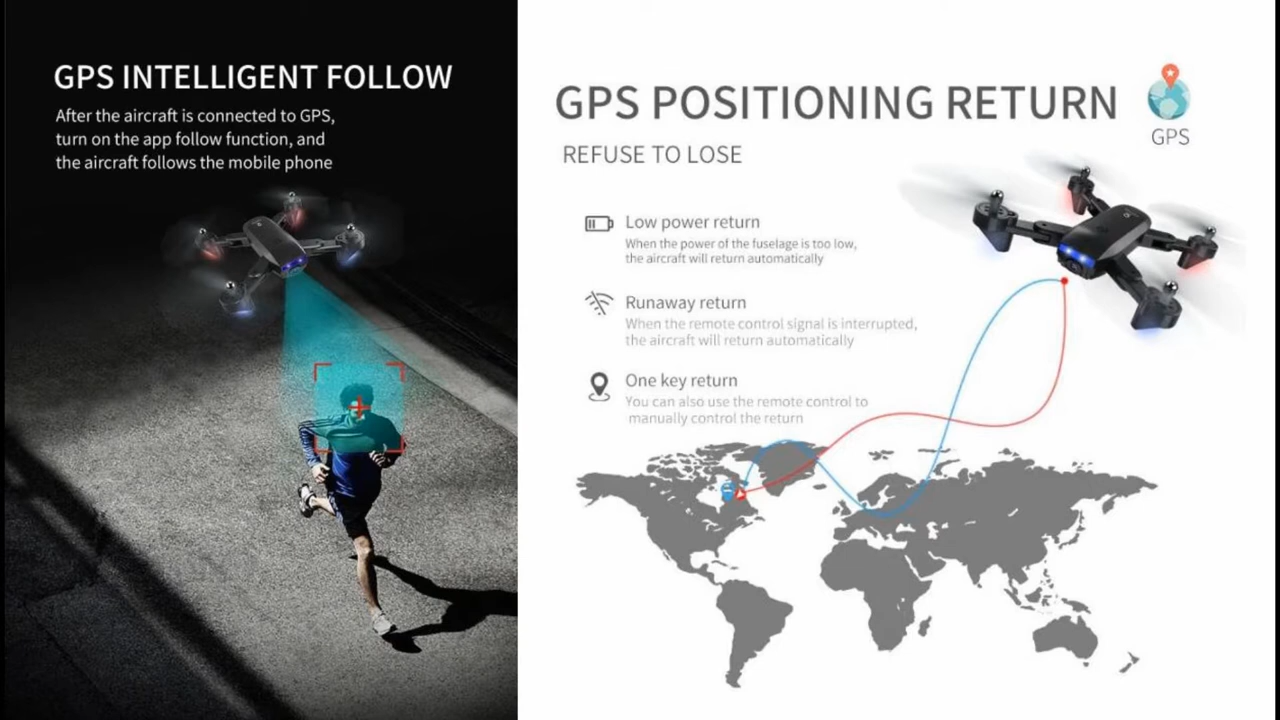 GPS INTELLIGENT FOLLOW
After the aircraft is connected to GPS,
turn on the app follow function, and
the aircraft follows the mobile phone
GPS POSITIONING RETURN
GPS
REFUSE TO LOSE
Low power return
When the power of the fuselage is too low,
the aircraft will return automatically
Runaway return
When the remote control signal is interrupted,
the aircraft will return automatically
One key return
You can also use the remote control to
manually control the return